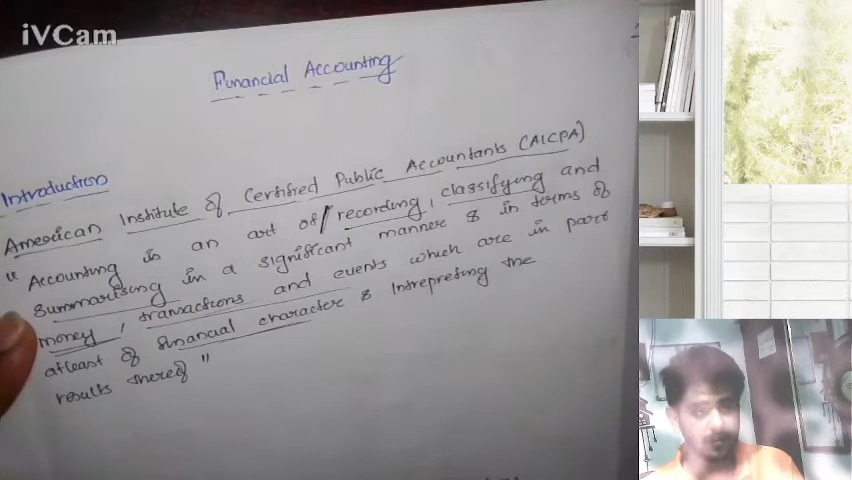 iVCam
Financial Accounting
Introduction
American Institute of Certified Public Accountants (AICPA)
" Accounting is an art of recording, classifying and
summarising in a significant manner & in terms of
money, transactions and events which are in part
atleast of financial character & Intrepreting the
results thereof "